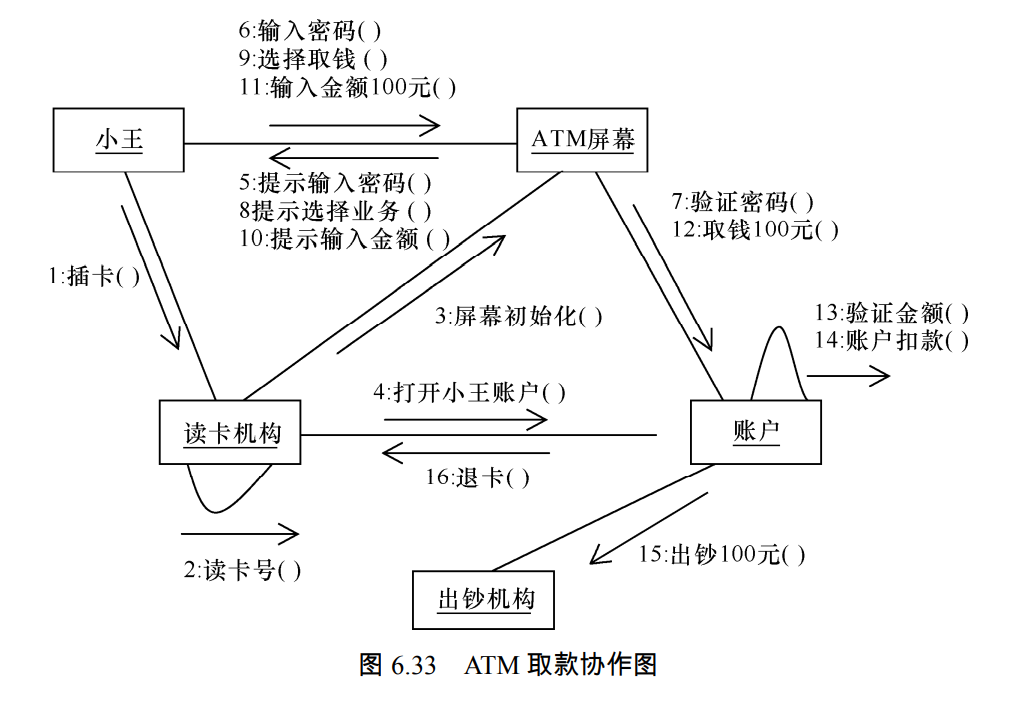 6:输入密码( )
9:选择取钱 ( )
11:输入金额100元( )
小王
ATM屏幕
5:提示输入密码( )
8提示选择业务( )
10:提示输入金额 ( )
7:验证密码( )
12:取钱100元( )
1:插卡( )
3:屏幕初始化( )
13:验证金额( )
14:账户扣款( )
4:打开小王账户( )
读卡机构
账户
16:退卡( )
2:读卡号( )
15:出钞100元( )
出钞机构
图 6.33 ATM 取款协作图